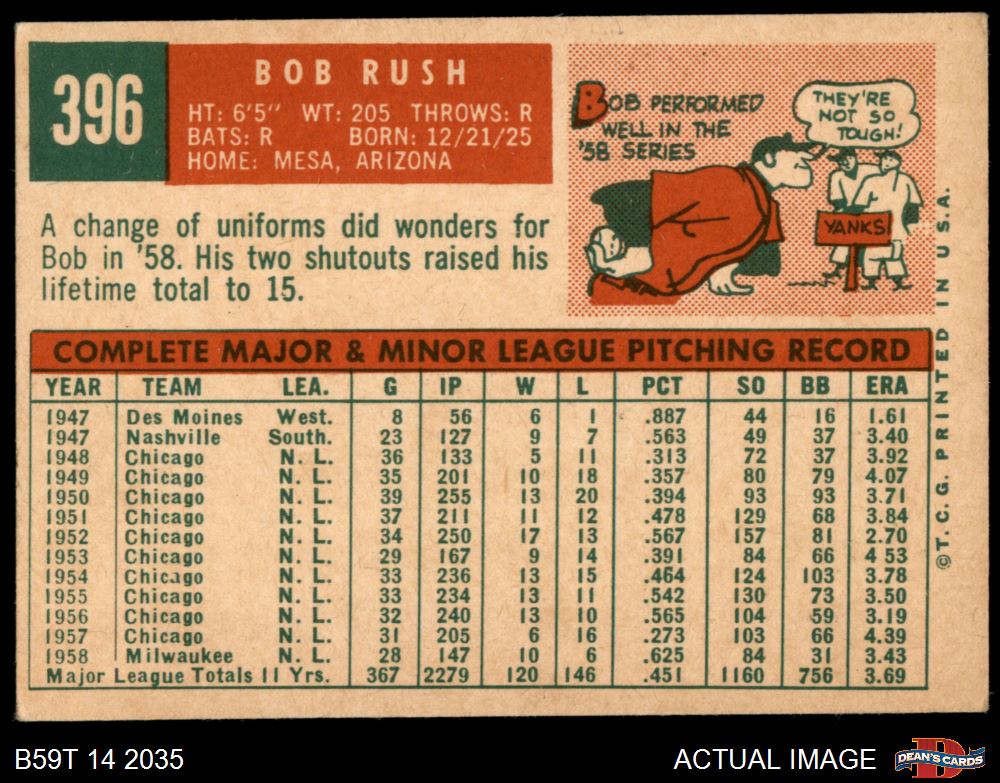 396
BOB RUSH
HT: 6'5" WT: 205 THROWS: R
BATS: R BORN: 12/21/25
HOME: MESA, ARIZONA
BOB PERFORMED
WELL IN THE
'58 SERIES
THEY'RE
NOT SO
TOUGH!
YANKS!
A change of uniforms did wonders for
Bob in '58. His two shutouts raised his
lifetime total to 15.
COMPLETE MAJOR & MINOR LEAGUE PITCHING RECORD
YEAR TEAM LEA. G IP W L PCT SO BB ERA
1947 Des Moines West. 8 56 6 1 .887 44 16 1.61
1947 Nashville South. 23 127 9 7 .563 49 37 3.40
1948 Chicago N. L. 36 133 5 11 .313 72 37 3.92
1949 Chicago N. L. 35 201 10 18 .357 80 79 4.07
1950 Chicago N. L. 39 255 13 20 .394 93 93 3.71
1951 Chicago N. L. 37 211 11 12 .478 129 68 3.84
1952 Chicago N. L. 34 250 17 13 .567 157 81 2.70
1953 Chicago N. L. 29 167 9 14 .391 84 66 4 53
1954 Chicago N. L. 33 236 13 15 .464 124 103 3.78
1955 Chicago N. L. 33 234 13 11 .542 130 73 3.50
1956 Chicago N. L. 32 240 13 10 .565 104 59 3.19
1957 Chicago N. L. 31 205 6 16 .273 103 66 4.39
1958 Milwaukee N. L. 28 147 10 6 .625 84 31 3.43
Major League Totals 11 Yrs. 367 2279 120 146 .451 1160 756 3.69
© T. C. G. PRINTED IN U.S.A.
B59T 14 2035
ACTUAL IMAGE
D
DEAN'S CARDS